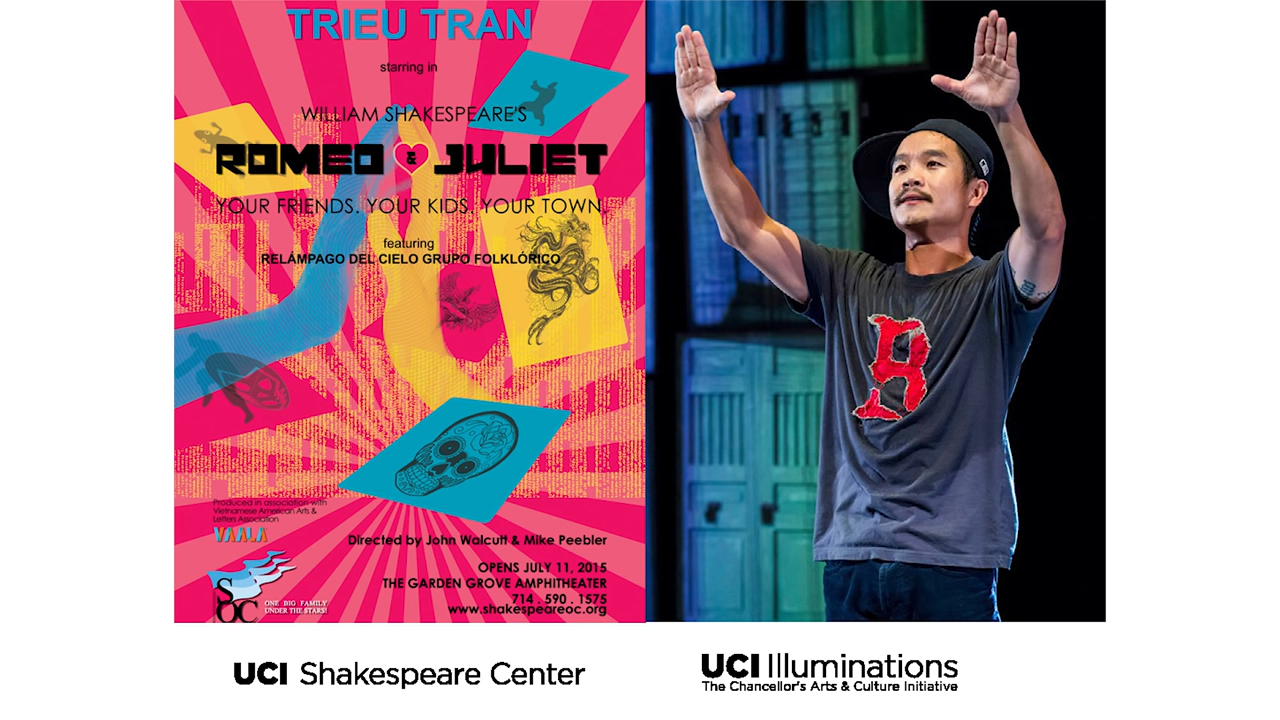 TRIEU TRAN
starring in
WILLIAM SHAKESPEARE'S
ROMEO & JULIET
YOUR FRIENDS. YOUR KIDS. YOUR TOWN.
featuring
RELÁMPAGO DEL CIELO GRUPO FOLKLÓRICO
Produced in association with
Vietnamese American Arts &
Letters Association
VAALA
Directed by John Walcutt & Mike Peebler
OPENS JULY 11, 2015
THE GARDEN GROVE AMPHITHEATER
714 . 590 . 1575
www.shakespeareoc.org
SOC
ONE BIG FAMILY
UNDER THE STARS!
UCI Shakespeare Center
UCI Illuminations
The Chancellor's Arts & Culture Initiative